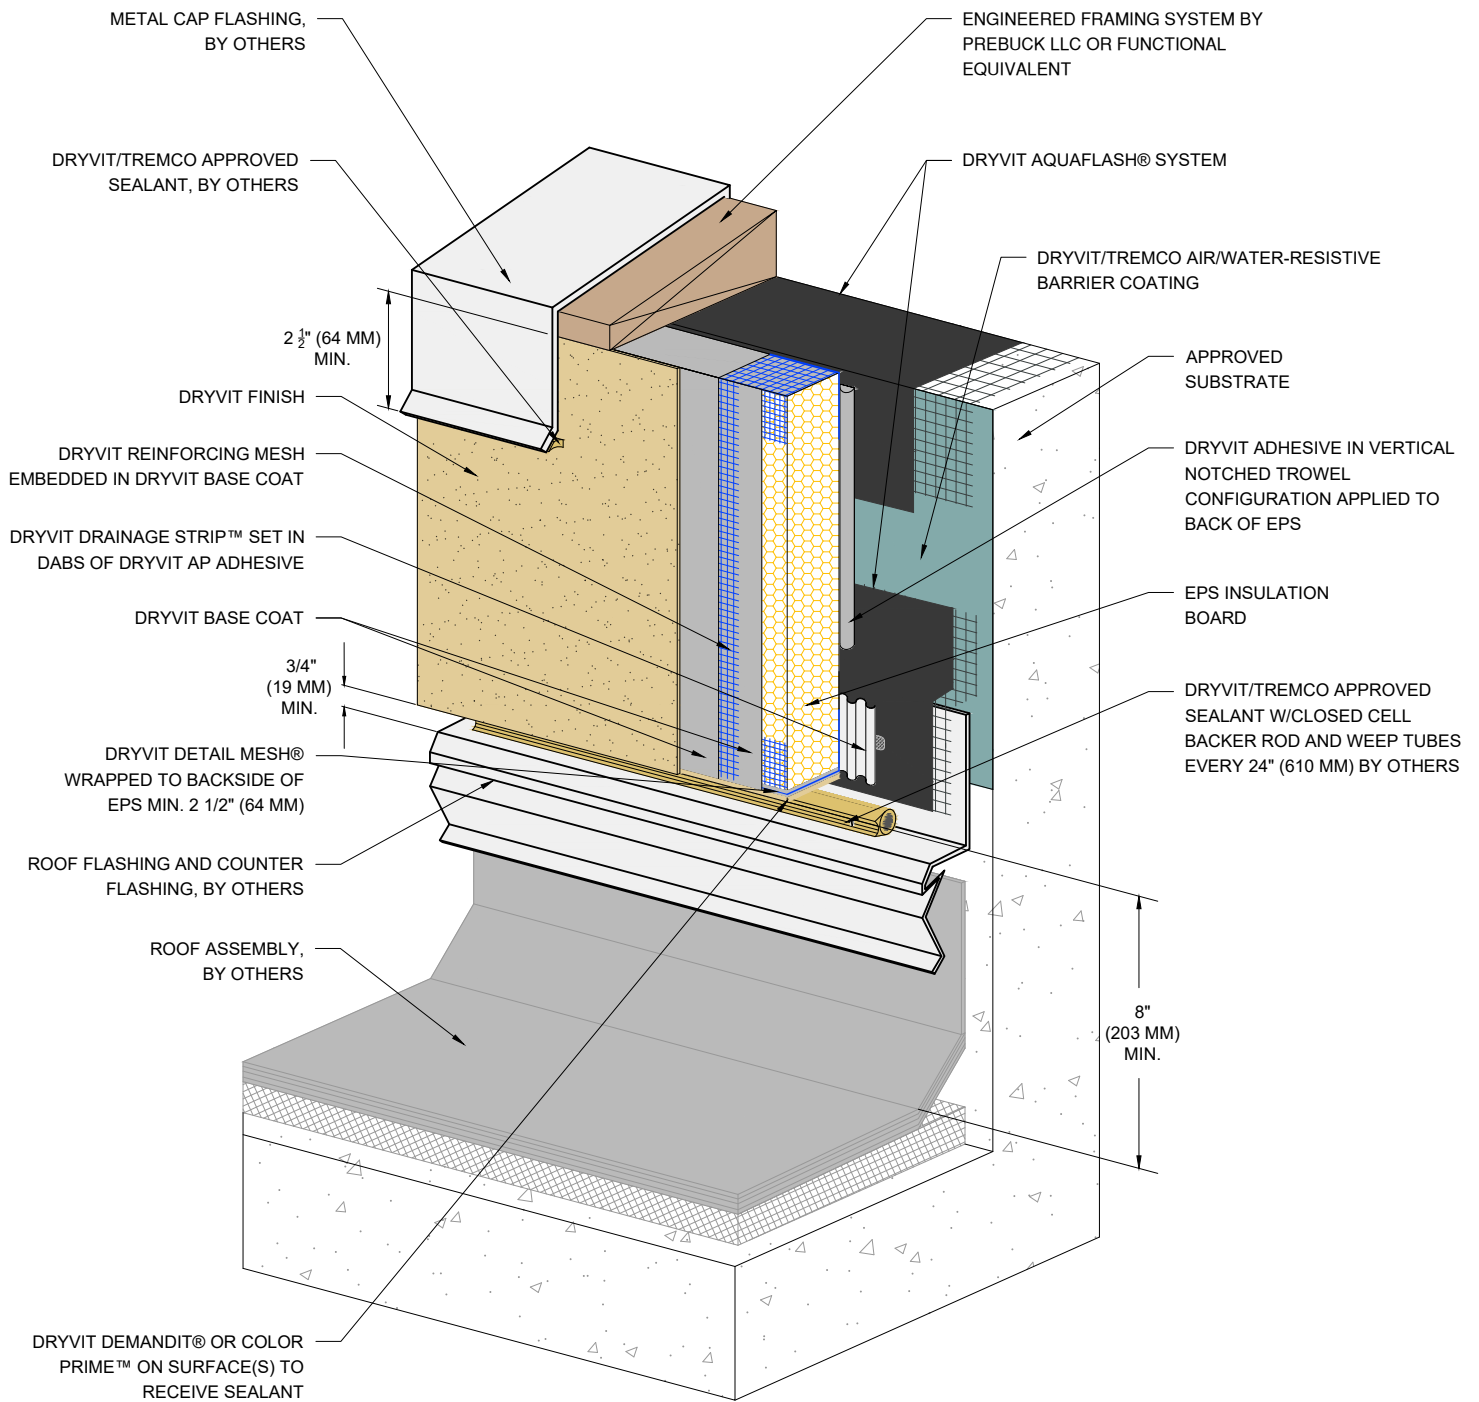 METAL CAP FLASHING,
BY OTHERS
ENGINEERED FRAMING SYSTEM BY
PREBUCK LLC OR FUNCTIONAL
EQUIVALENT
DRYVIT/TREMCO APPROVED
SEALANT, BY OTHERS
DRYVIT AQUAFLASH® SYSTEM
DRYVIT/TREMCO AIR/WATER-RESISTIVE
BARRIER COATING
2 1/2" (64 MM)
MIN.
APPROVED
SUBSTRATE
DRYVIT FINISH
DRYVIT REINFORCING MESH
EMBEDDED IN DRYVIT BASE COAT
DRYVIT ADHESIVE IN VERTICAL
NOTCHED TROWEL
CONFIGURATION APPLIED TO
BACK OF EPS
DRYVIT DRAINAGE STRIP™ SET IN
DABS OF DRYVIT AP ADHESIVE
EPS INSULATION
BOARD
DRYVIT BASE COAT
3/4"
(19 MM)
MIN.
DRYVIT/TREMCO APPROVED
SEALANT W/CLOSED CELL
BACKER ROD AND WEEP TUBES
EVERY 24" (610 MM) BY OTHERS
DRYVIT DETAIL MESH®
WRAPPED TO BACKSIDE OF
EPS MIN. 2 1/2" (64 MM)
ROOF FLASHING AND COUNTER
FLASHING, BY OTHERS
ROOF ASSEMBLY,
BY OTHERS
8"
(203 MM)
MIN.
DRYVIT DEMANDIT® OR COLOR
PRIME™ ON SURFACE(S) TO
RECEIVE SEALANT